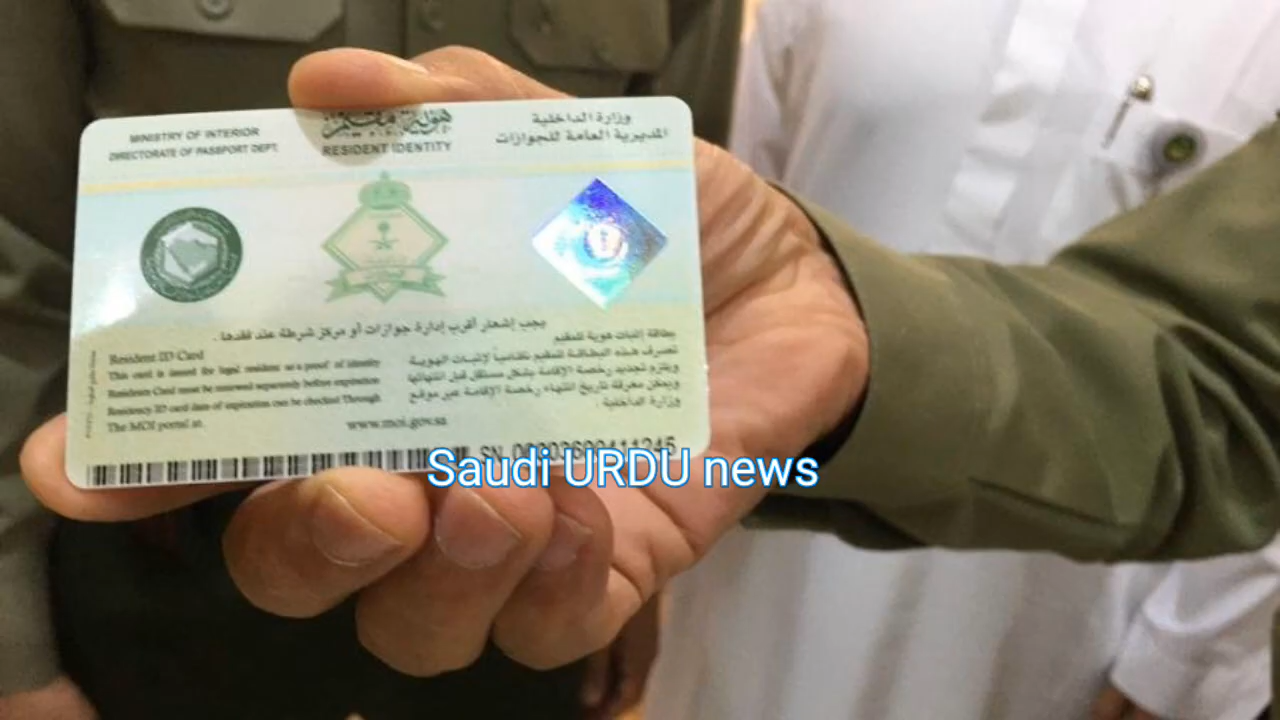 MINISTRY OF INTERIOR
DIRECTORATE OF PASSPORT DEPT.
هوية مقيم
RESIDENT IDENTITY
وزارة الداخلية
المديرية العامة للجوازات
يجب إشعار أقرب إدارة جوازات أو مركز شرطة عند فقدها .
Resident ID Card
This card is issued for legal resident as a proof of identity
Resident Card must be renewed separately before expiration
Residency ID card date of expiration can be checked Through
The MOI portal at. www.moi.gov.sa
بطاقة إثبات هوية للمقيم
تصرف هذه البطاقة للمقيم نظامياً لإثبات الهوية
ويلزم تجديد رخصة الإقامة بشكل مستقل قبل انتهائها
ويمكن معرفة تاريخ انتهاء رخصة الإقامة عبر موقع
وزارة الداخلية .
SN
Saudi URDU news